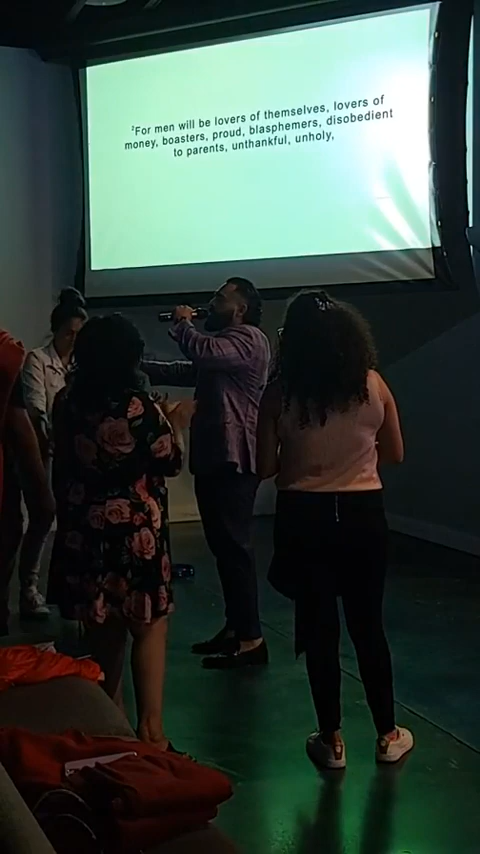 ²For men will be lovers of themselves, lovers of
money, boasters, proud, blasphemers, disobedient
to parents, unthankful, unholy,